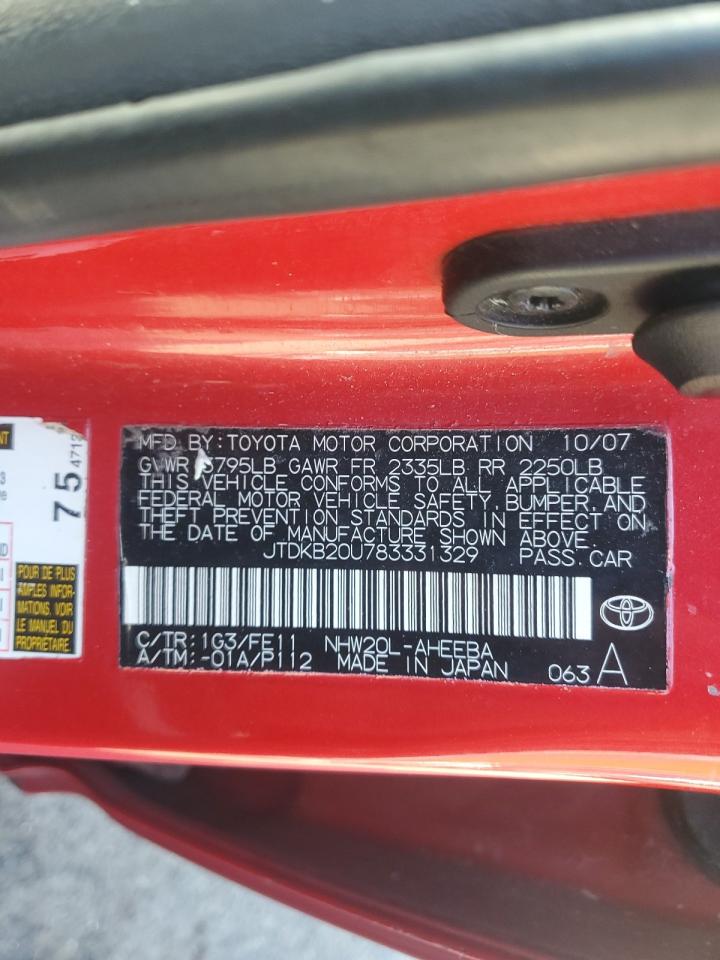 MFD BY:TOYOTA MOTOR CORPORATION 10/07
GVWR 3795LB GAWR FR 2335LB RR 2250LB
THIS VEHICLE CONFORMS TO ALL APPLICABLE
FEDERAL MOTOR VEHICLE SAFETY,BUMPER,AND
THEFT PREVENTION STANDARDS IN EFFECT ON
THE DATE OF MANUFACTURE SHOWN ABOVE.
JTDKB20U783331329 PASS.CAR
C/TR:1G3/FE11 NHW20L-AHEEBA
A/TM:-01A/P112 MADE IN JAPAN 063 A
75 4712
POUR DE PLUS
AMPLES INFOR-
MATIONS, VOIR
LE MANUEL DU
PROPRIETAIRE